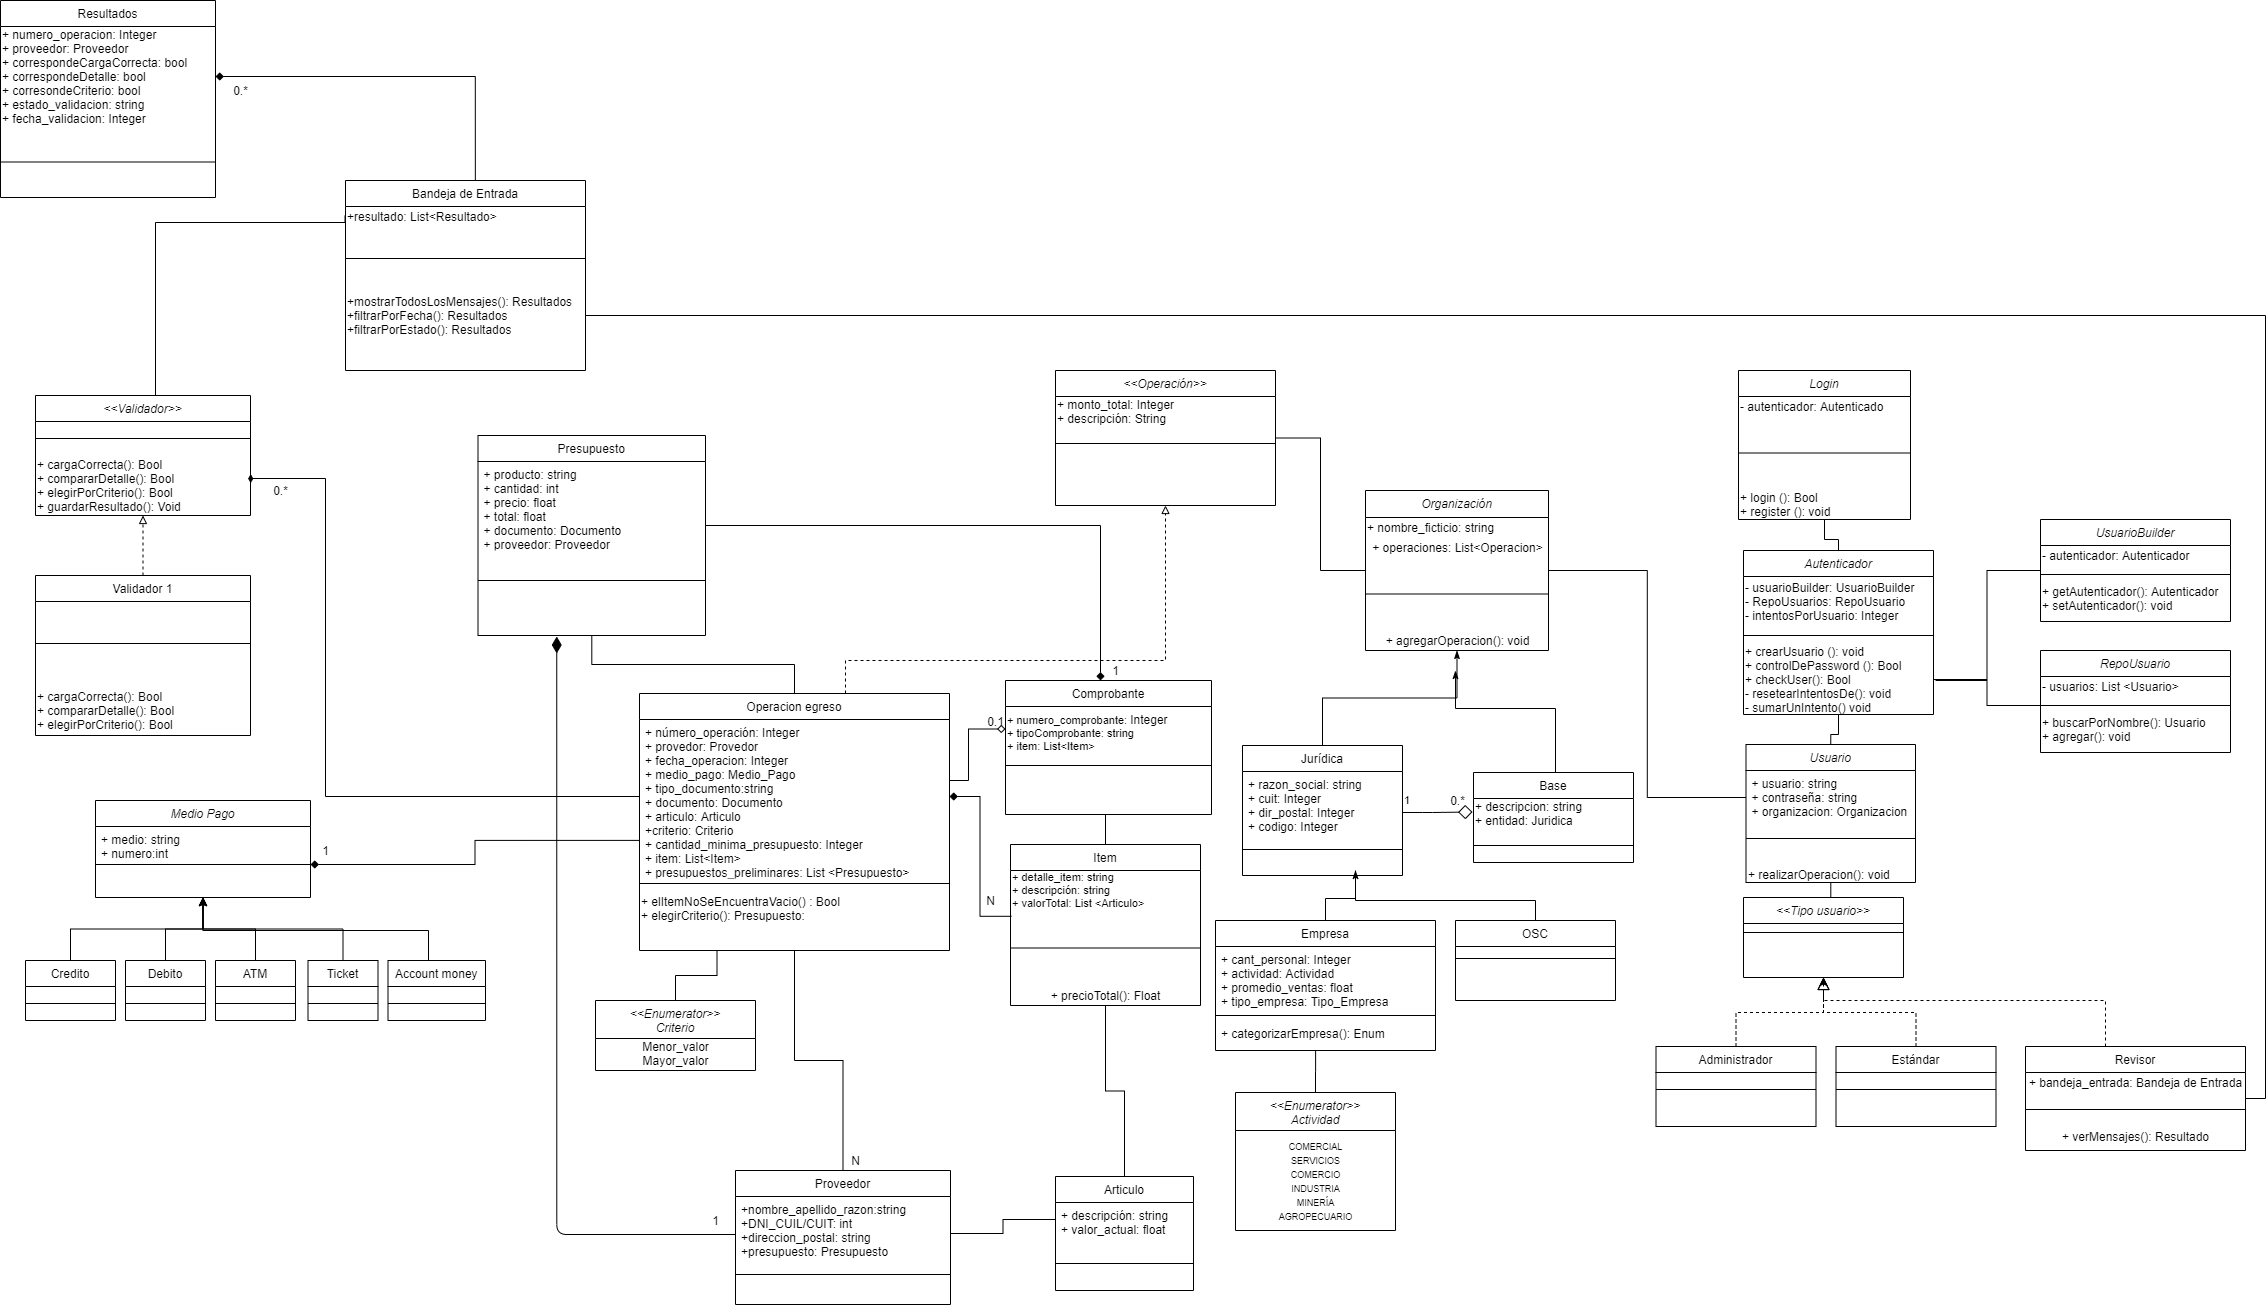 Resultados
+ numero_operacion: Integer
+ proveedor: Proveedor
+ correspondeCargaCorrecta: bool
+ correspondeDetalle: bool
+ corresondeCriterio: bool
+ estado_validacion: string
+ fecha_validacion: Integer
0.*
Bandeja de Entrada
+resultado: List<Resultado>
+mostrarTodosLosMensajes(): Resultados
+filtrarPorFecha(): Resultados
+filtrarPorEstado(): Resultados
<<Validador>>
+ cargaCorrecta(): Bool
+ compararDetalle(): Bool
+ elegirPorCriterio(): Bool
+ guardarResultado(): Void
0.*
Validador 1
+ cargaCorrecta(): Bool
+ compararDetalle(): Bool
+ elegirPorCriterio(): Bool
Presupuesto
+ producto: string
+ cantidad: int
+ precio: float
+ total: float
+ documento: Documento
+ proveedor: Proveedor
<<Operación>>
+ monto_total: Integer
+ descripción: String
Organización
+ nombre_ficticio: string
+ operaciones: List<Operacion>
+ agregarOperacion(): void
Login
- autenticador: Autenticado
+ login (): Bool
+ register (): void
Autenticador
- usuarioBuilder: UsuarioBuilder
- RepoUsuarios: RepoUsuario
- intentosPorUsuario: Integer
+ crearUsuario (): void
+ controlDePassword (): Bool
+ checkUser(): Bool
- resetearIntentosDe(): void
- sumarUnIntento() void
UsuarioBuilder
- autenticador: Autenticador
+ getAutenticador(): Autenticador
+ setAutenticador(): void
RepoUsuario
- usuarios: List <Usuario>
+ buscarPorNombre(): Usuario
+ agregar(): void
Operacion egreso
+ número_operación: Integer
+ provedor: Provedor
+ fecha_operacion: Integer
+ medio_pago: Medio_Pago
+ tipo_documento:string
+ documento: Documento
+ articulo: Articulo
+criterio: Criterio
+ cantidad_minima_presupuesto: Integer
+ item: List<Item>
+ presupuestos_preliminares: List <Presupuesto>
+ elItemNoSeEncuentraVacio() : Bool
+ elegirCriterio(): Presupuesto:
1
0.1
Comprobante
+ numero_comprobante: Integer
+ tipoComprobante: string
+ item: List<Item>
N
Item
+ detalle_item: string
+ descripción: string
+ valorTotal: List <Articulo>
+ precioTotal(): Float
Jurídica
+ razon_social: string
+ cuit: Integer
+ dir_postal: Integer
+ codigo: Integer
1
0.*
Base
+ descripcion: string
+ entidad: Juridica
Usuario
+ usuario: string
+ contraseña: string
+ organizacion: Organizacion
+ realizarOperacion(): void
<<Tipo usuario>>
Medio Pago
+ medio: string
+ numero:int
1
Credito
Debito
ATM
Ticket
Account money
<<Enumerator>>
Criterio
Menor_valor
Mayor_valor
Empresa
+ cant_personal: Integer
+ actividad: Actividad
+ promedio_ventas: float
+ tipo_empresa: Tipo_Empresa
+ categorizarEmpresa(): Enum
OSC
<<Enumerator>>
Actividad
COMERCIAL
SERVICIOS
COMERCIO
INDUSTRIA
MINERÍA
AGROPECUARIO
Administrador
Estándar
Revisor
+ bandeja_entrada: Bandeja de Entrada
+ verMensajes(): Resultado
N
1
Proveedor
+nombre_apellido_razon:string
+DNI_CUIL/CUIT: int
+direccion_postal: string
+presupuesto: Presupuesto
Articulo
+ descripción: string
+ valor_actual: float